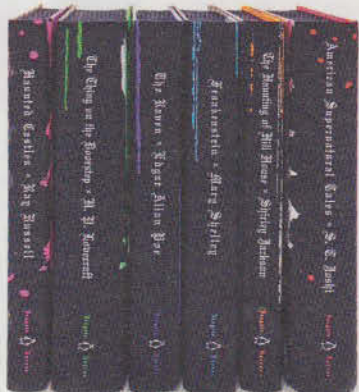 Haunted Castles * Ray Russell
The Thing on the Doorstep * H. P. Lovecraft
The Raven * Edgar Allan Poe
Frankenstein * Mary Shelley
The Haunting of Hill House * Shirley Jackson
American Supernatural Tales * S. T. Joshi